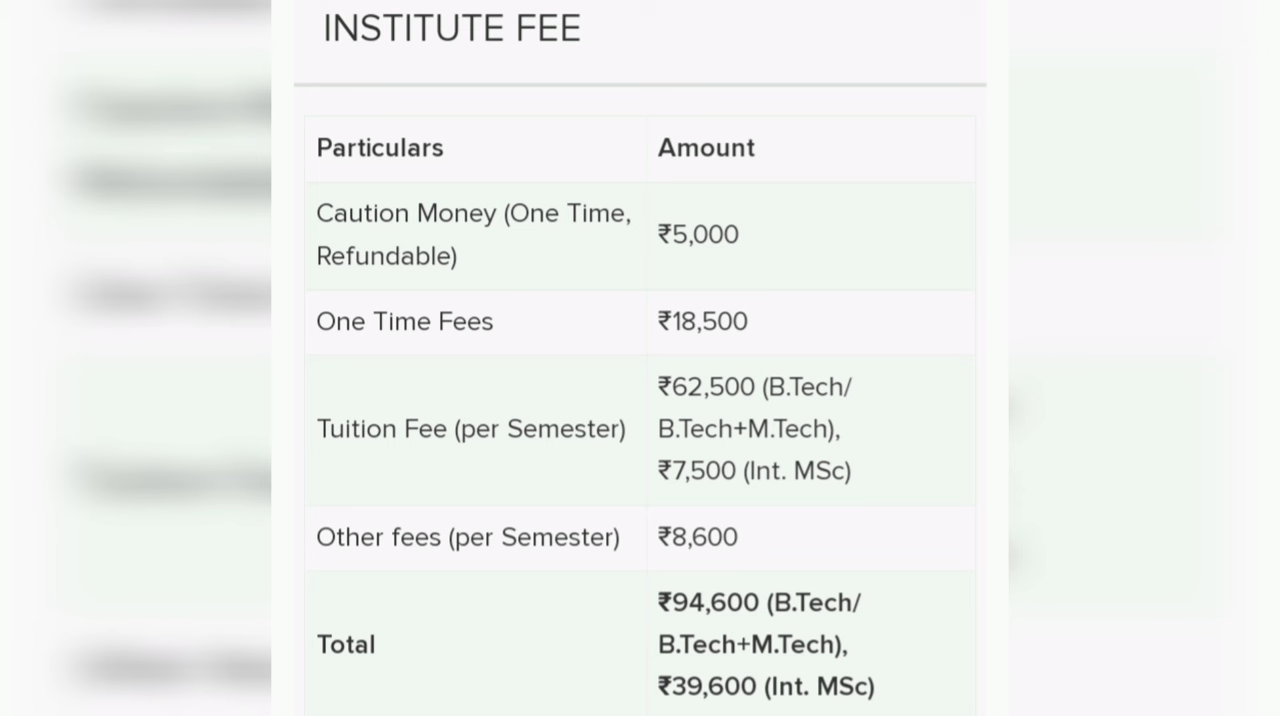 INSTITUTE FEE
Particulars
Amount
Caution Money (One Time,
Refundable)
₹5,000
One Time Fees
₹18,500
Tuition Fee (per Semester)
₹62,500 (B.Tech/
B.Tech+M.Tech),
₹7,500 (Int. MSc)
Other fees (per Semester)
₹8,600
Total
₹94,600 (B.Tech/
B.Tech+M.Tech),
₹39,600 (Int. MSc)